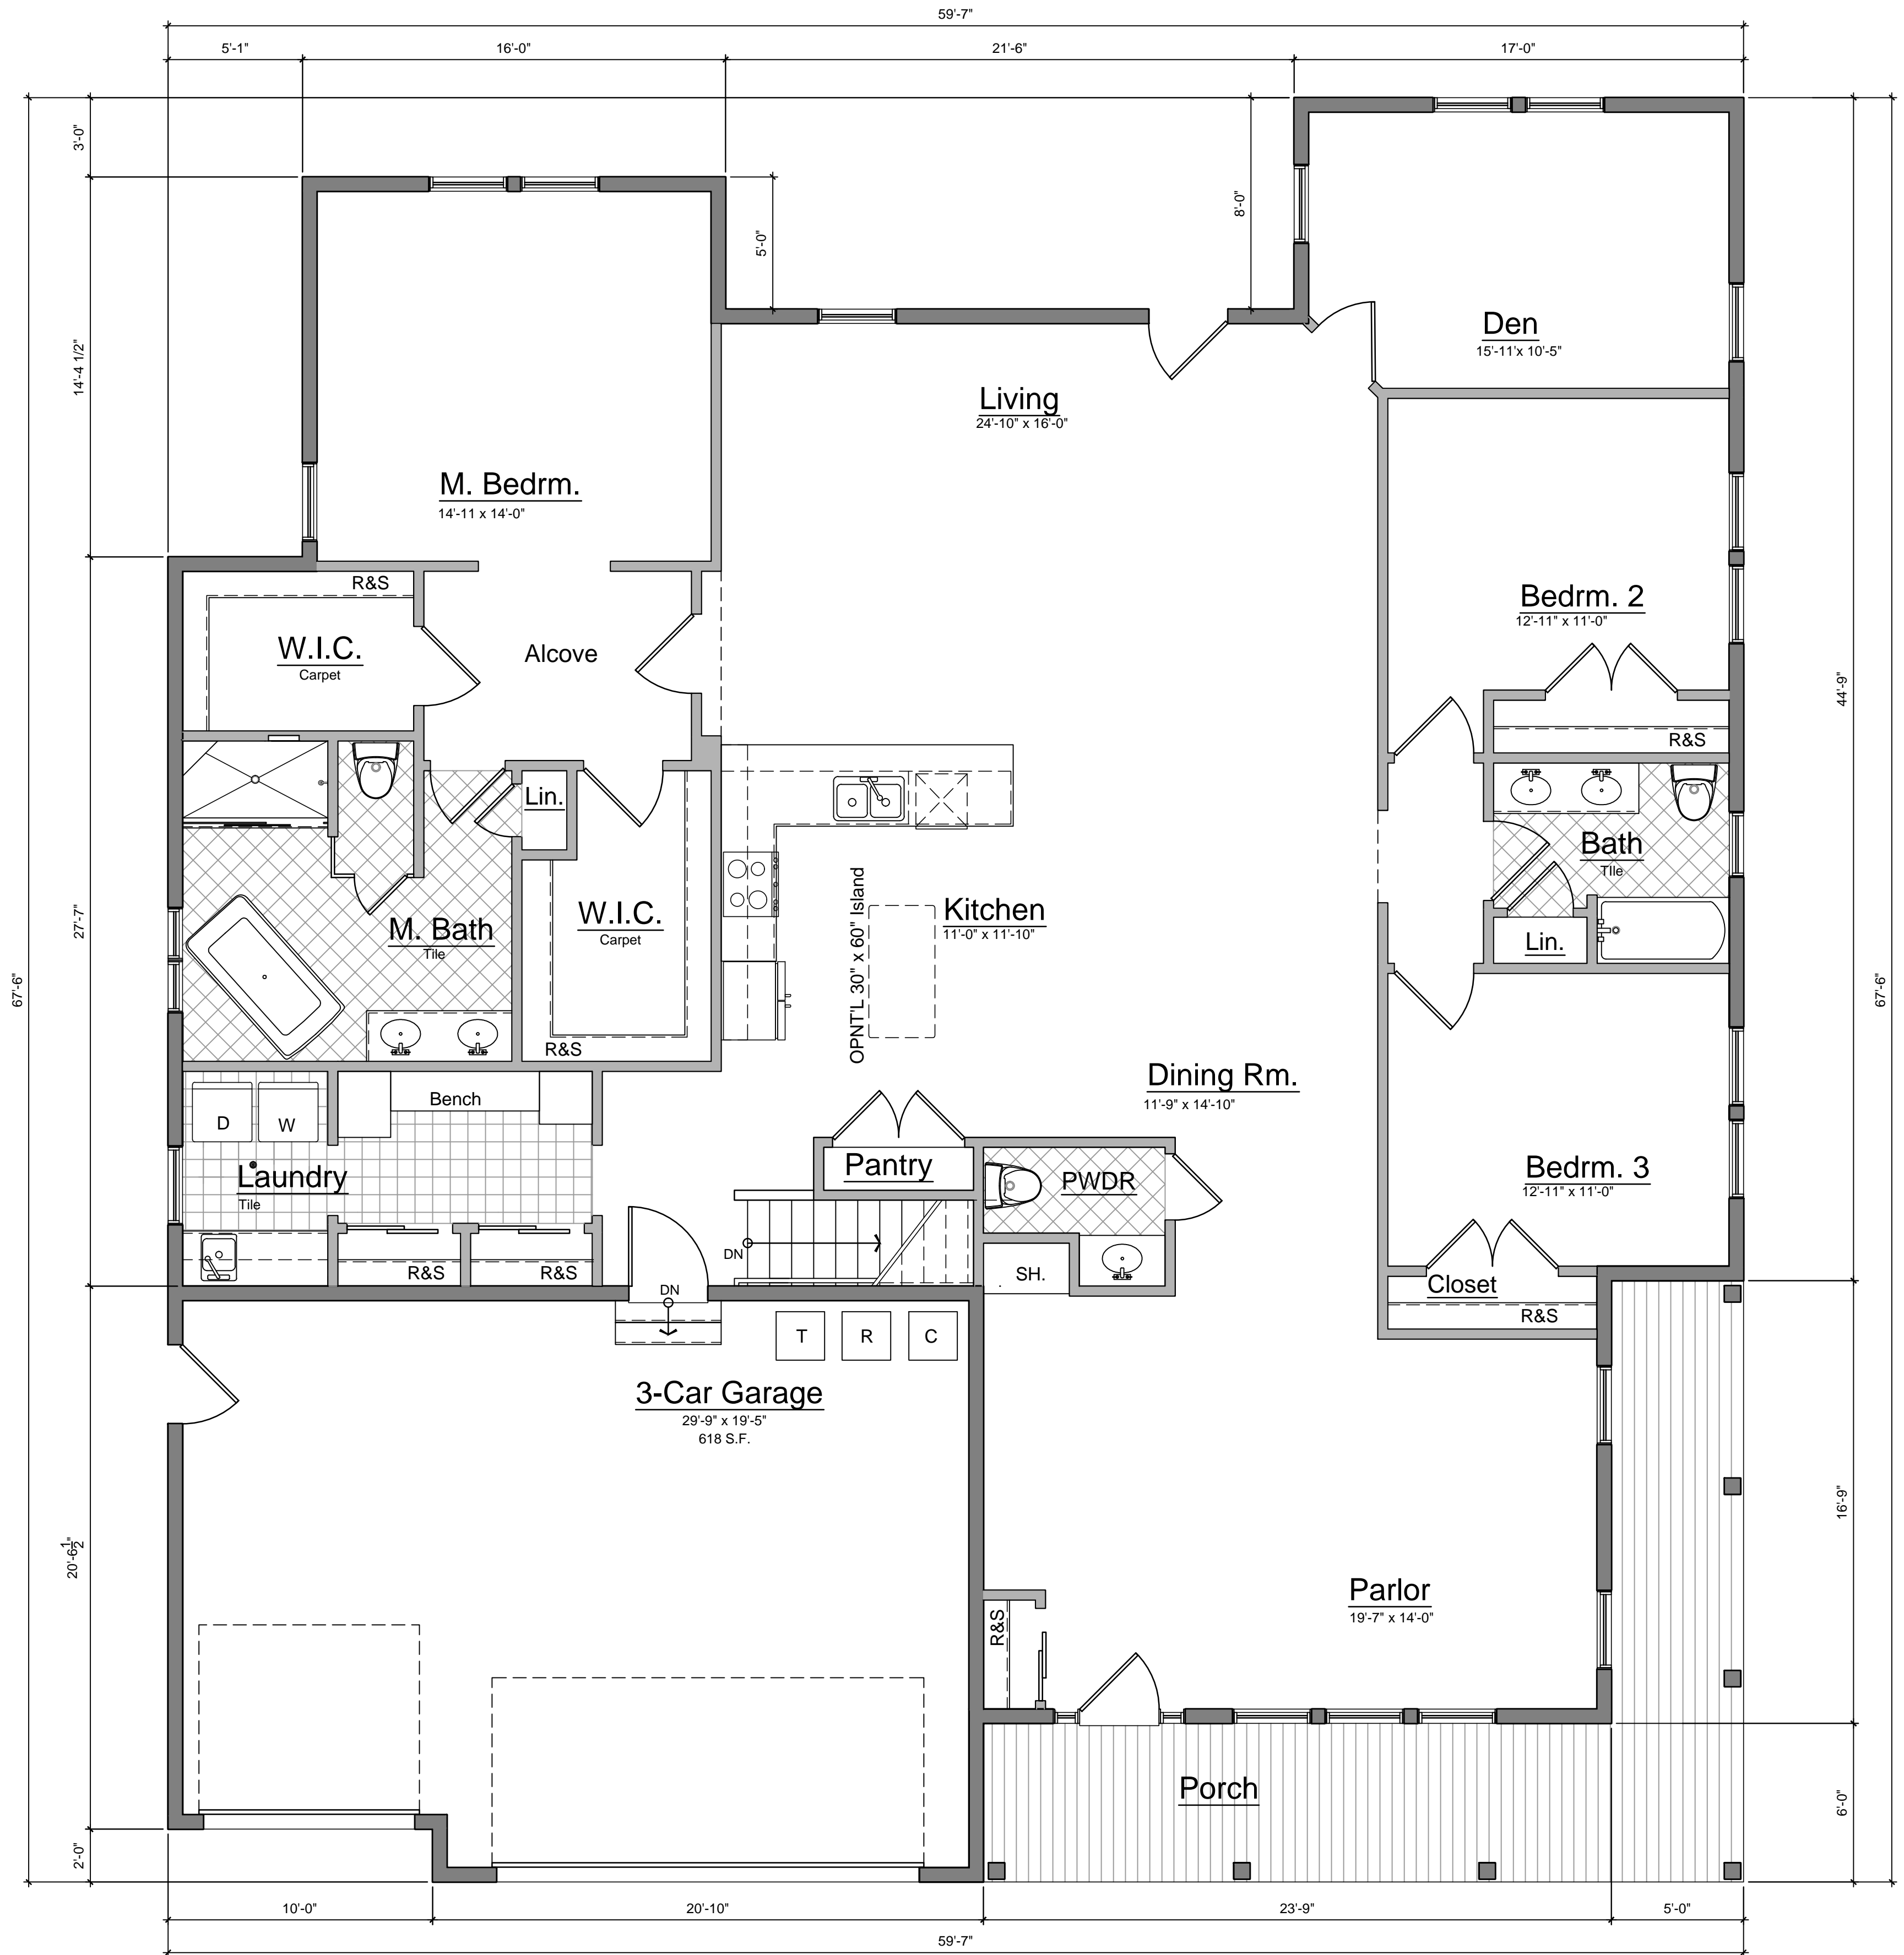 59'-7"
5'-1"
16'-0"
21'-6"
17'-0"
3'-0"
5'-0"
8'-0"
Den
15'-11'x 10'-5"
14'-4 1/2"
Living
24'-10" x 16'-0"
M. Bedrm.
14'-11 x 14'-0"
R&S
W.I.C.
Carpet
Alcove
Bedrm. 2
12'-11" x 11'-0"
44'-9"
R&S
Lin.
Bath
TIle
Lin.
27'-7"
M. Bath
Tile
W.I.C.
Carpet
R&S
OPNT'L 30" x 60" Island
Kitchen
11'-0" x 11'-10"
67'-6"
67'-6"
Dining Rm.
11'-9" x 14'-10"
D
W
Bench
Laundry
Tile
R&S
R&S
Pantry
PWDR
DN
SH.
Bedrm. 3
12'-11" x 11'-0"
Closet
R&S
DN
T
R
C
3-Car Garage
29'-9" x 19'-5"
618 S.F.
20'-6 1/2"
16'-9"
R&S
Parlor
19'-7" x 14'-0"
Porch
6'-0"
2'-0"
10'-0"
20'-10"
23'-9"
5'-0"
59'-7"